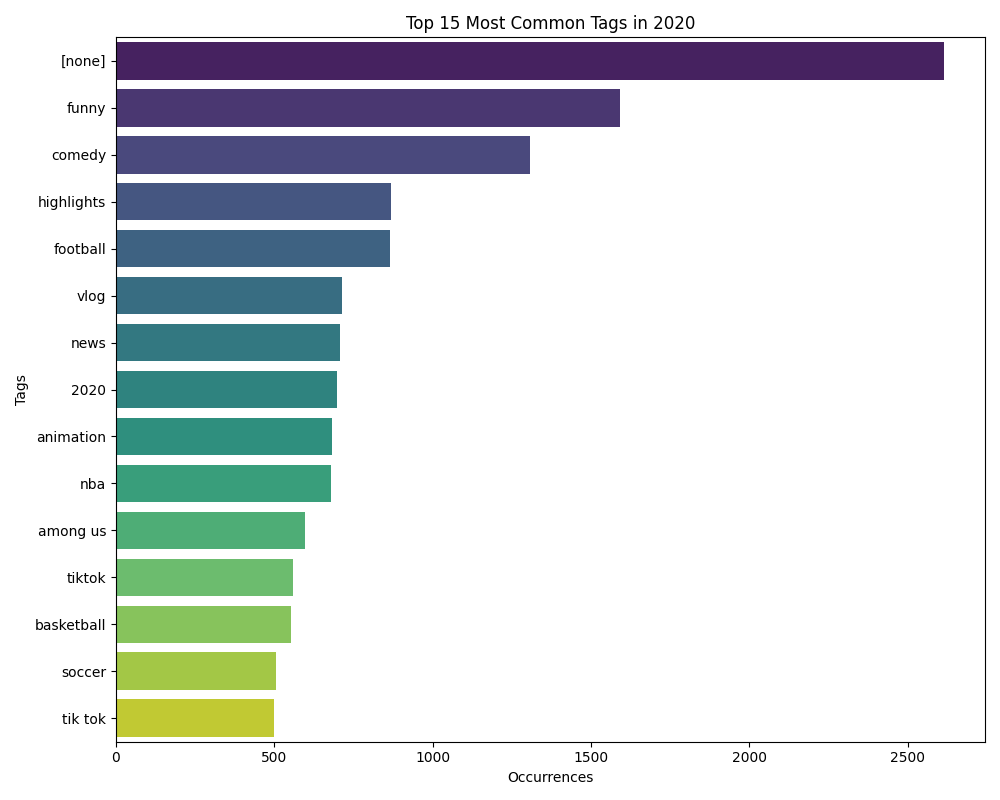 Top 15 Most Common Tags in 2020
[none]
funny
comedy
highlights
football
vlog
news
2020
animation
nba
among us
tiktok
basketball
soccer
tik tok
Tags
0 500 1000 1500 2000 2500
Occurrences